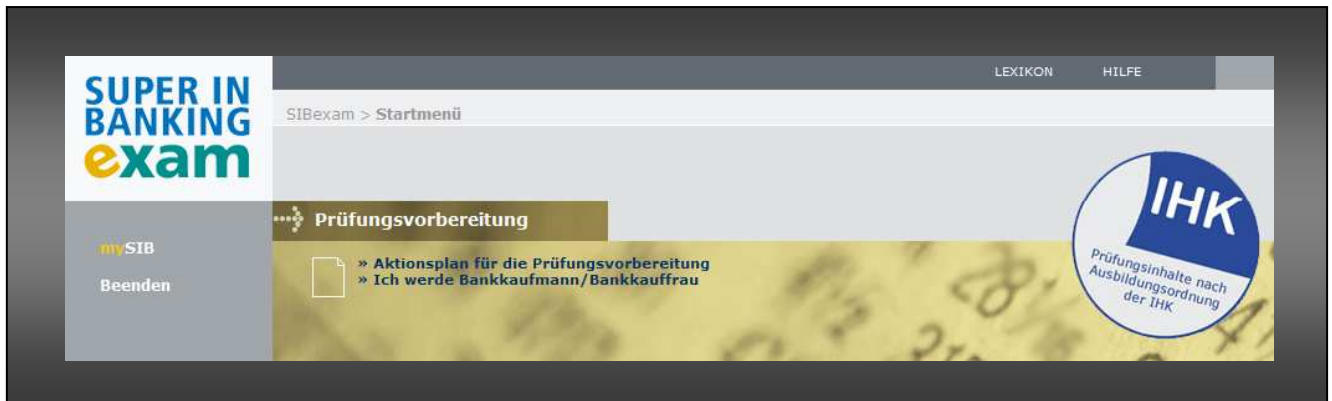 SUPER IN
BANKING
exam
LEXIKON HILFE
SIBexam > Startmenü
mySIB
Beenden
Prüfungsvorbereitung
» Aktionsplan für die Prüfungsvorbereitung
» Ich werde Bankkaufmann/Bankkauffrau
IHK
Prüfungsinhalte nach
Ausbildungsordnung
der IHK